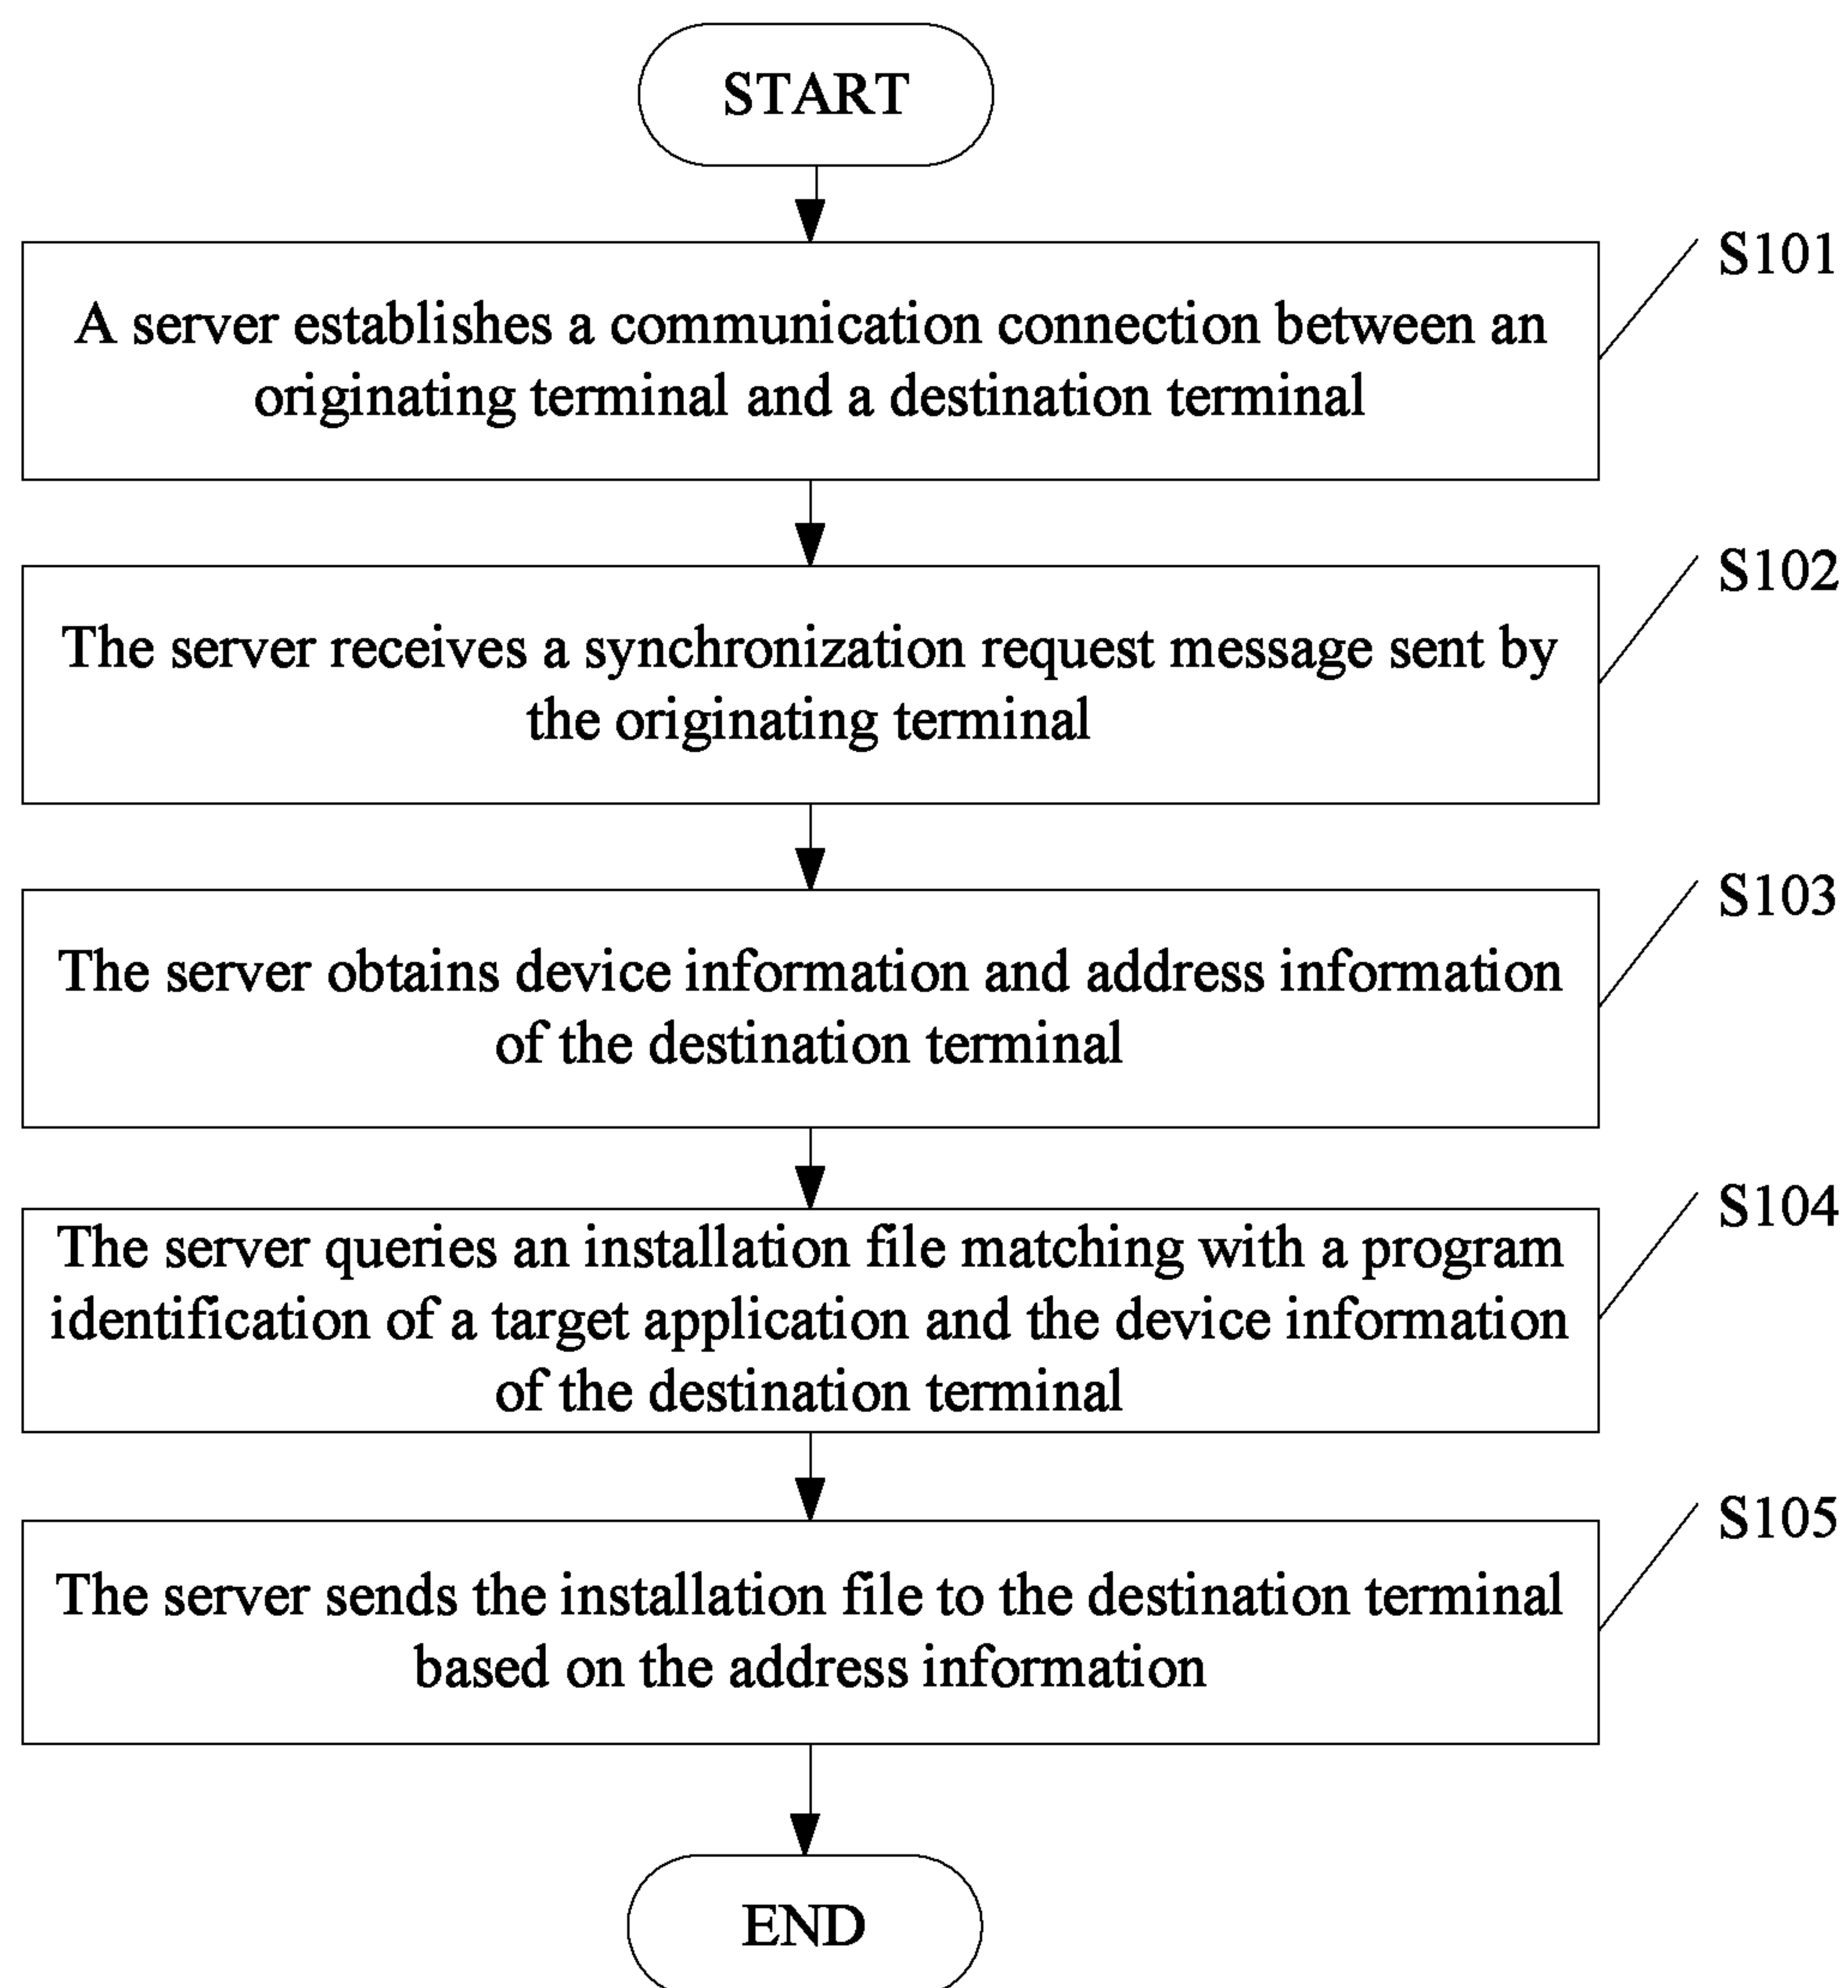 START
S101
A server establishes a communication connection between an
originating terminal and a destination terminal
S102
The server receives a synchronization request message sent by
the originating terminal
S103
The server obtains device information and address information
of the destination terminal
S104
The server queries an installation file matching with a program
identification of a target application and the device information
of the destination terminal
S105
The server sends the installation file to the destination terminal
based on the address information
END